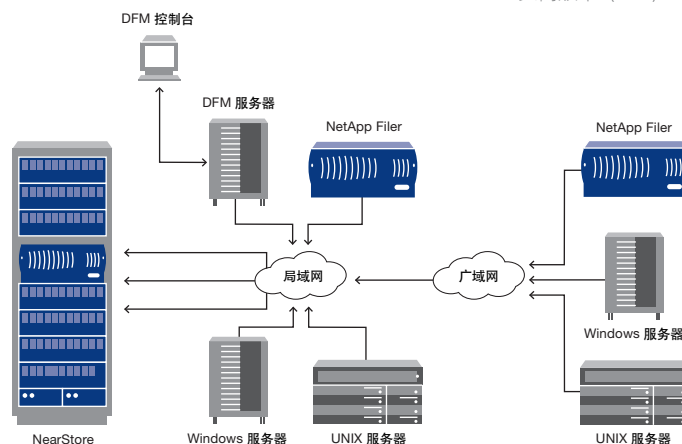 DFM 控制台
DFM 服务器
NetApp Filer
NetApp Filer
局域网
广域网
Windows 服务器
NearStore
Windows 服务器
UNIX 服务器
UNIX 服务器